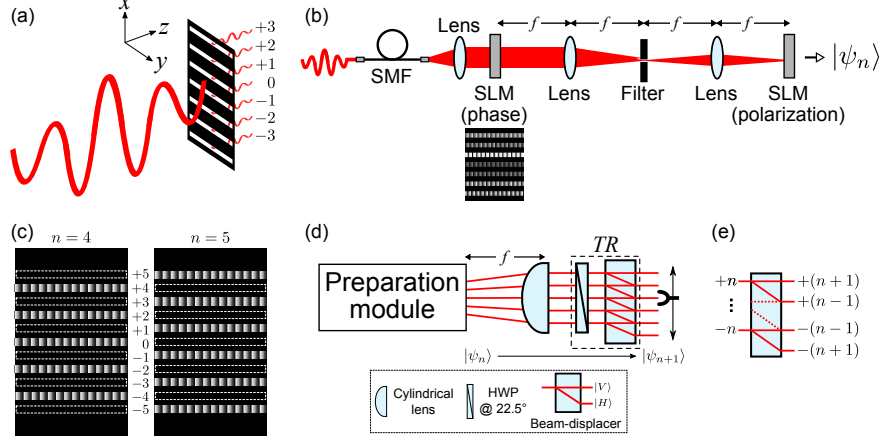 (a)
x
z
y
+3
+2
+1
0
−1
−2
−3
(b)
f f f f
Lens
SMF
|ψn⟩
SLM Lens Filter Lens SLM
(phase) (polarization)
(c)
n = 4 n = 5
+5
+4
+3
+2
+1
0
−1
−2
−3
−4
−5
(d)
TR
f
Preparation
module
|ψn⟩ |ψn+1⟩
Cylindrical
lens
HWP
@ 22.5°
|V⟩
|H⟩
Beam-displacer
(e)
+n +(n + 1)
+(n − 1)
⋮
−n −(n − 1)
−(n + 1)